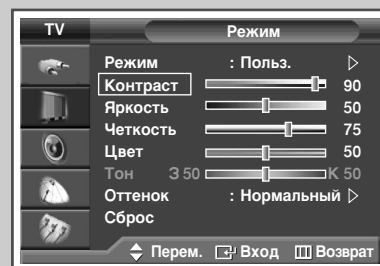 TV Режим
Режим : Польз.
Контраст 90
Яркость 50
Четкость 75
Цвет 50
Тон З 50 К 50
Оттенок : Нормальный
Сброс
Перем. Вход Возврат